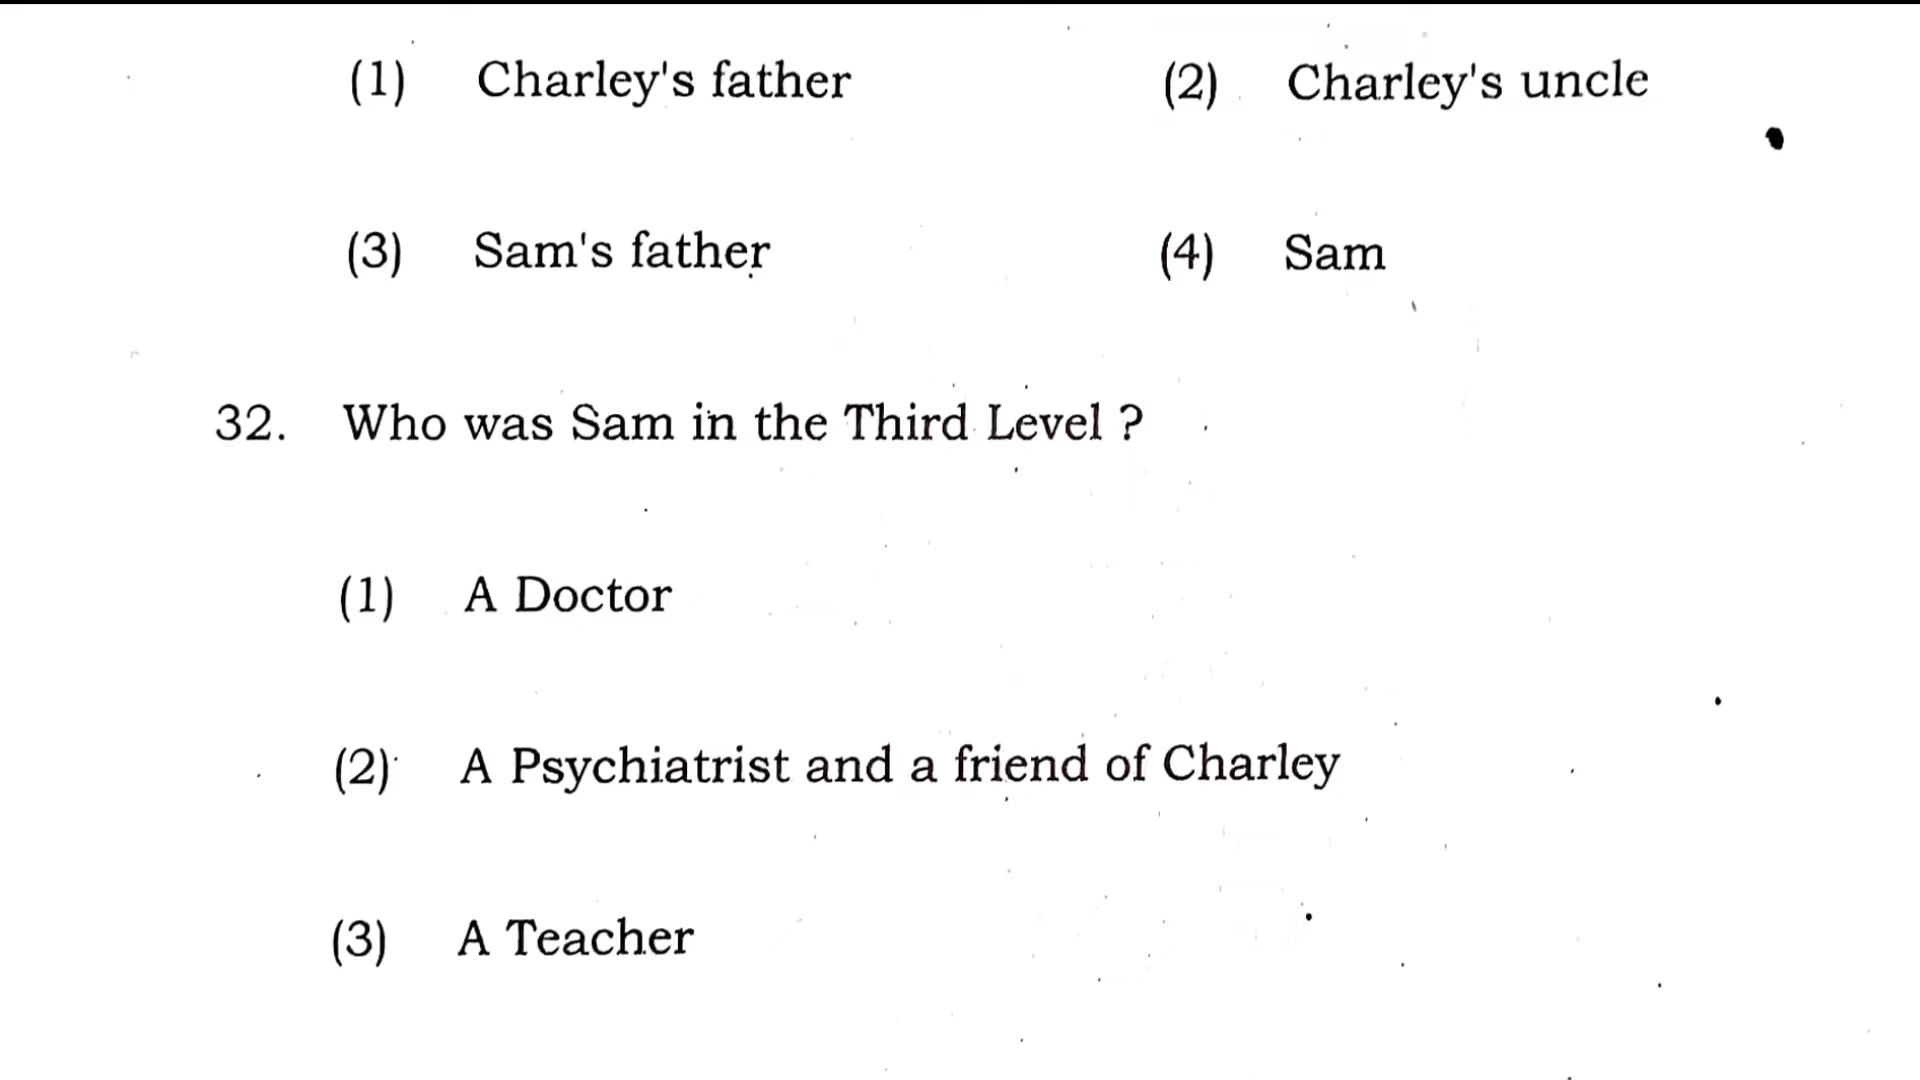 (1) Charley's father (2) Charley's uncle
(3) Sam's father (4) Sam
32. Who was Sam in the Third Level ?
(1) A Doctor
(2) A Psychiatrist and a friend of Charley
(3) A Teacher